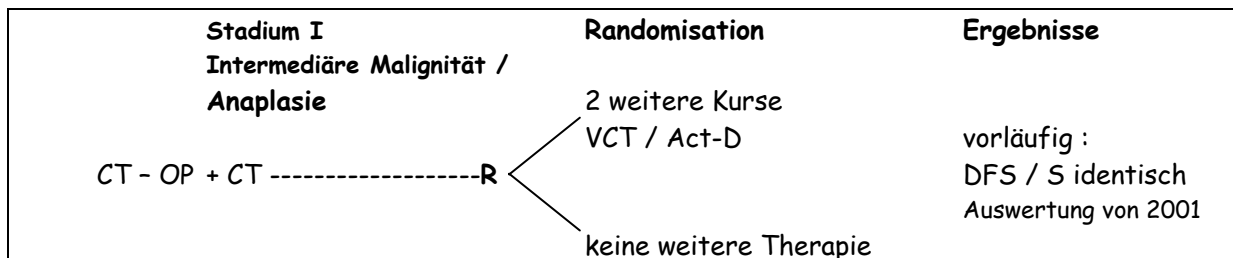 Stadium I Randomisation Ergebnisse
Intermediäre Malignität /
Anaplasie 2 weitere Kurse
VCT / Act-D vorläufig :
CT – OP + CT -------------------R DFS / S identisch
Auswertung von 2001
keine weitere Therapie